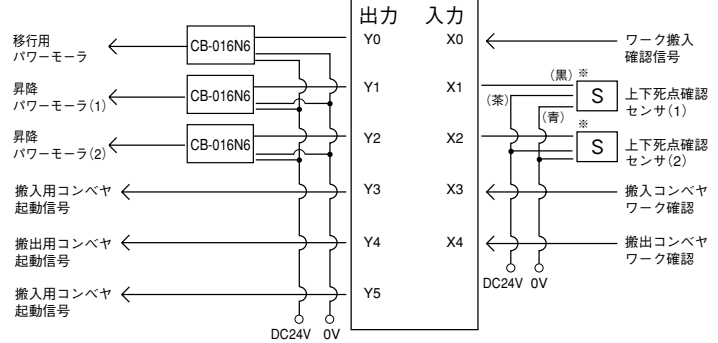 出力 入力
移行用
パワーモーラ
CB-016N6
Y0
X0
ワーク搬入
確認信号
昇降
パワーモーラ(1)
CB-016N6
Y1
X1
(黒)
※
(茶)
(青)
S
上下死点確認
センサ(1)
昇降
パワーモーラ(2)
CB-016N6
Y2
X2
※
S
上下死点確認
センサ(2)
搬入用コンベヤ
起動信号
Y3
X3
搬入コンベヤ
ワーク確認
搬出用コンベヤ
起動信号
Y4
X4
搬出コンベヤ
ワーク確認
DC24V 0V
搬入用コンベヤ
起動信号
Y5
DC24V 0V